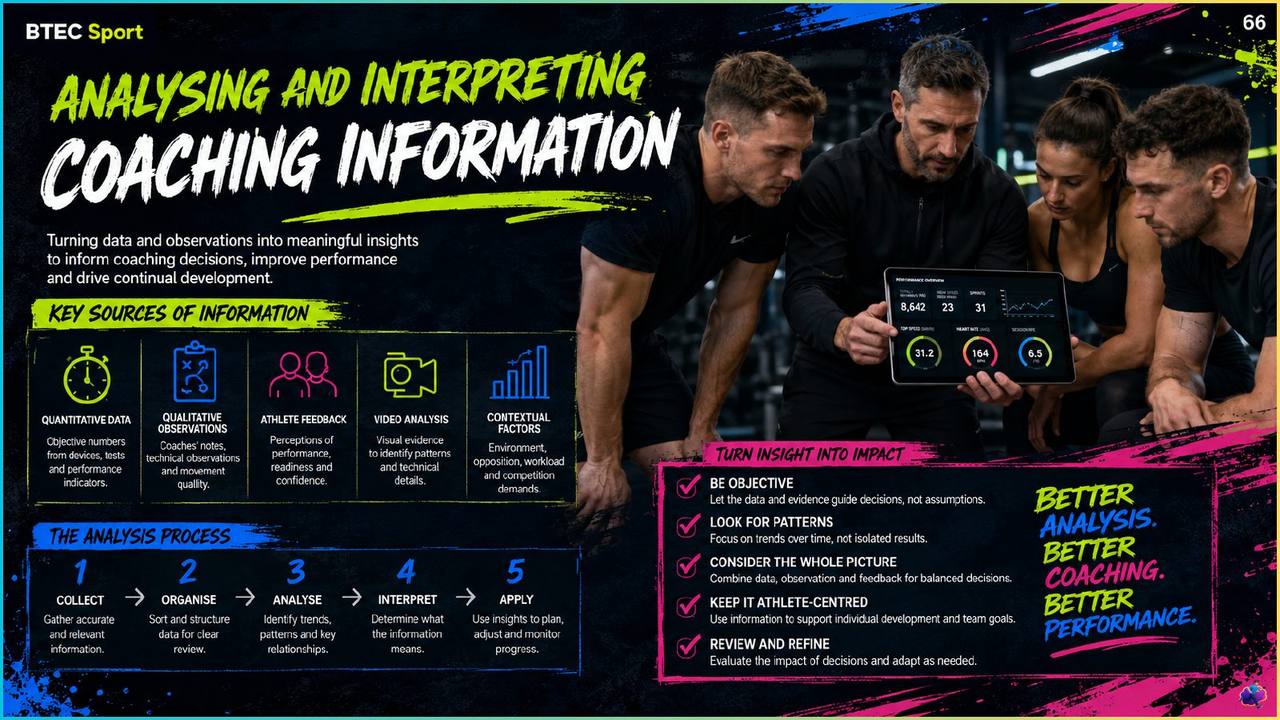 BTEC Sport
66
ANALYSING AND INTERPRETING
COACHING INFORMATION
Turning data and observations into meaningful insights
to inform coaching decisions, improve performance
and drive continual development.
KEY SOURCES OF INFORMATION
QUANTITATIVE DATA
Objective numbers
from devices, tests
and performance
indicators.
QUALITATIVE
OBSERVATIONS
Coaches' notes,
technical observations
and movement
quality.
ATHLETE FEEDBACK
Perceptions of
performance,
readiness and
confidence.
VIDEO ANALYSIS
Visual evidence
to identify patterns
and technical
details.
CONTEXTUAL
FACTORS
Environment,
opposition, workload
and competition
demands.
THE ANALYSIS PROCESS
1
COLLECT
Gather accurate
and relevant
information.
2
ORGANISE
Sort and structure
data for clear
review.
3
ANALYSE
Identify trends,
patterns and key
relationships.
4
INTERPRET
Determine what
the information
means.
5
APPLY
Use insights to plan,
adjust and monitor
progress.
PERFORMANCE OVERVIEW
SPRINTS
8,642
23
31
TOP SPEED
HEART RATE
31.2
164
6.5
TURN INSIGHT INTO IMPACT
BE OBJECTIVE
Let the data and evidence guide decisions, not assumptions.
LOOK FOR PATTERNS
Focus on trends over time, not isolated results.
CONSIDER THE WHOLE PICTURE
Combine data, observation and feedback for balanced decisions.
KEEP IT ATHLETE-CENTRED
Use information to support individual development and team goals.
REVIEW AND REFINE
Evaluate the impact of decisions and adapt as needed.
BETTER
ANALYSIS.
BETTER
COACHING.
BETTER
PERFORMANCE.